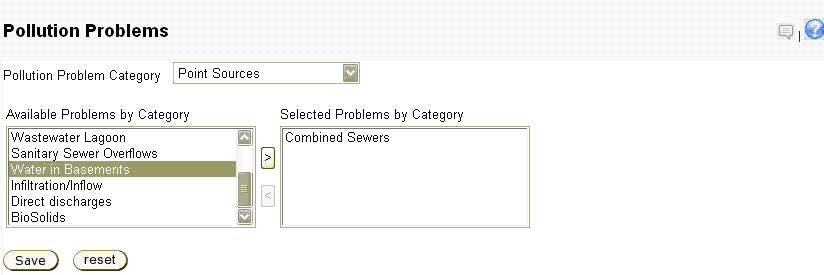 Pollution Problems
|
?
Pollution Problem Category Point Sources
Available Problems by Category
Wastewater Lagoon
Sanitary Sewer Overflows
Water in Basements
Infiltration/Inflow
Direct discharges
BioSolids
>
<
Selected Problems by Category
Combined Sewers
Save reset